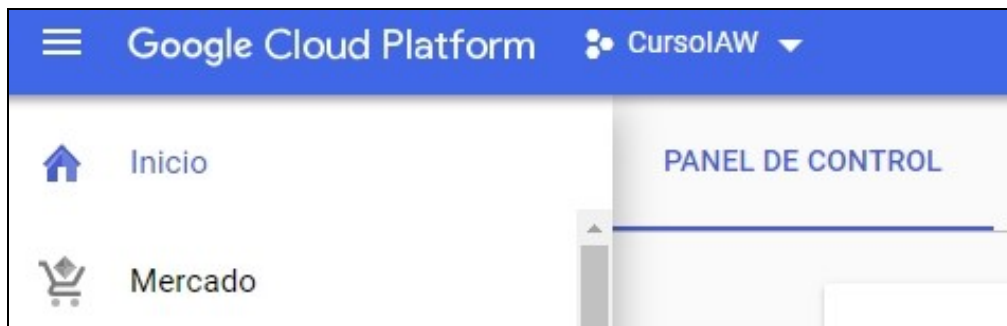 Google Cloud Platform CursoIAW
Inicio
PANEL DE CONTROL
Mercado